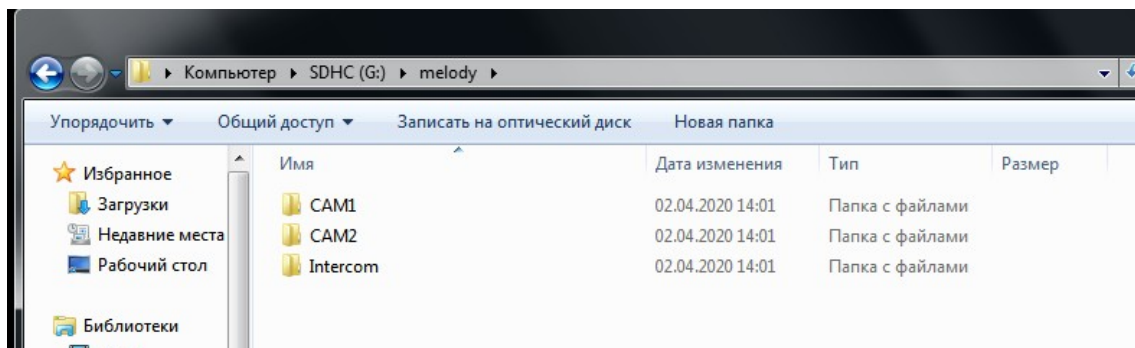 Компьютер ▸ SDHC (G:) ▸ melody ▸
Упорядочить ▾ Общий доступ ▾ Записать на оптический диск Новая папка
Избранное Имя Дата изменения Тип Размер
Загрузки CAM1 02.04.2020 14:01 Папка с файлами
Недавние места CAM2 02.04.2020 14:01 Папка с файлами
Рабочий стол Intercom 02.04.2020 14:01 Папка с файлами
Библиотеки